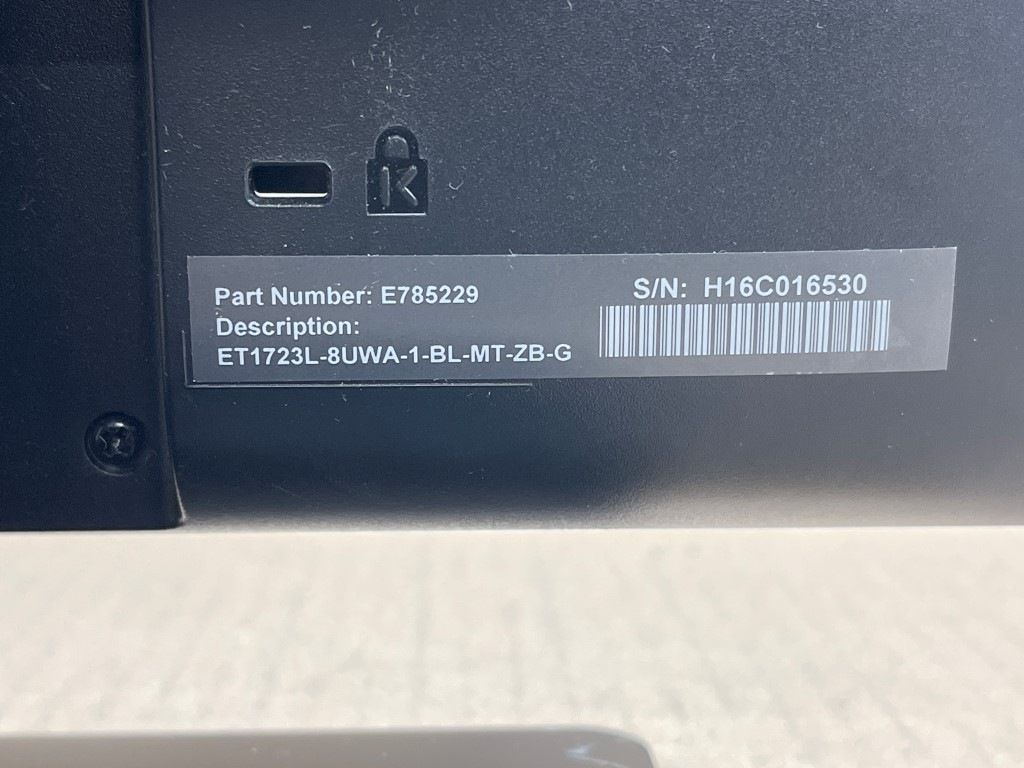 K
Part Number: E785229
Description:
ET1723L-8UWA-1-BL-MT-ZB-G
S/N: H16C016530